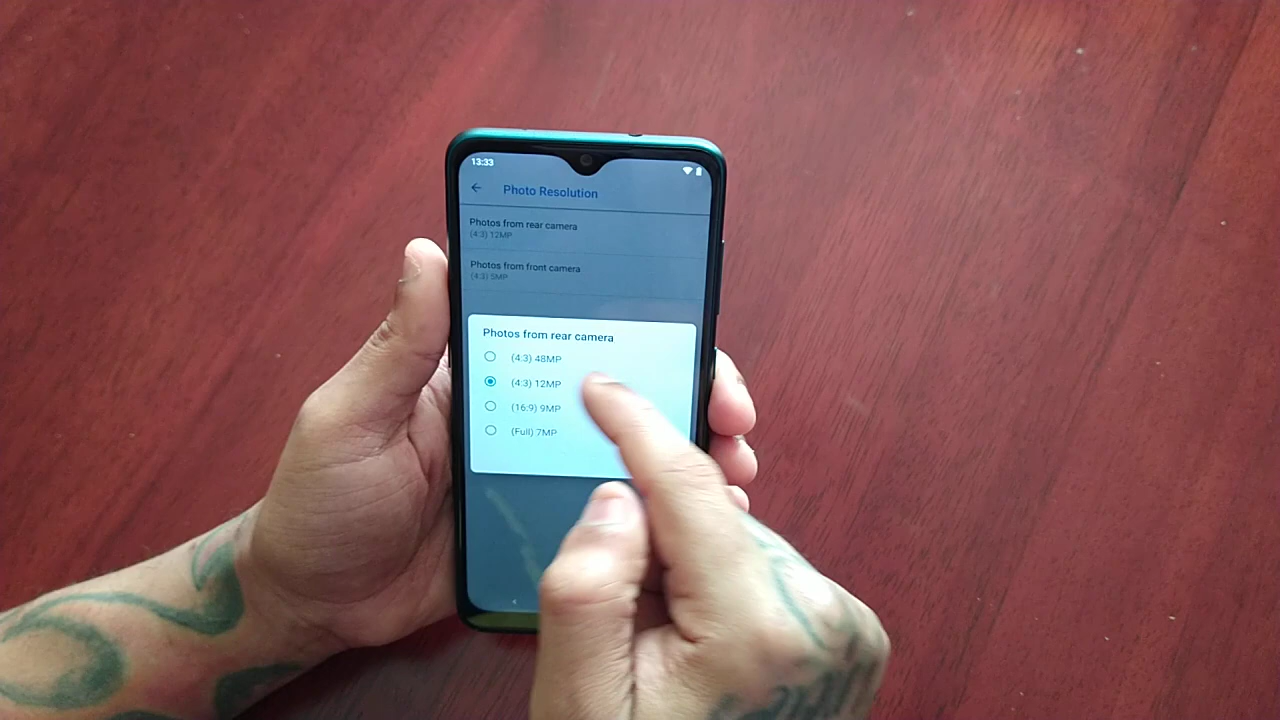 13:33
Photo Resolution
Photos from rear camera
(4:3) 12MP
Photos from front camera
(4:3) 5MP
Photos from rear camera
(4:3) 48MP
(4:3) 12MP
(16:9) 9MP
(Full) 7MP